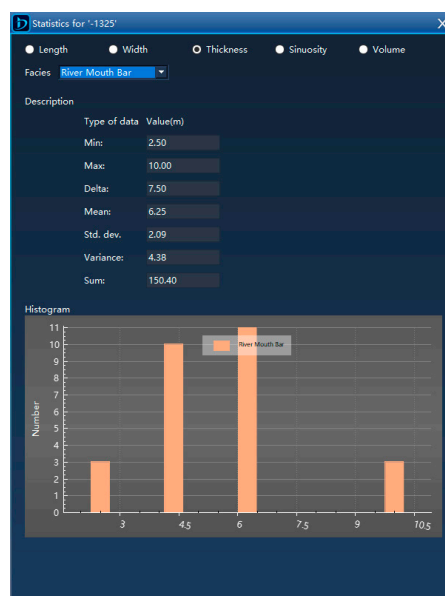 Statistics for '-1325'
Length Width Thickness Sinuosity Volume
Facies River Mouth Bar
Description
Type of data Value(m)
Min: 2.50
Max: 10.00
Delta: 7.50
Mean: 6.25
Std. dev. 2.09
Variance: 4.38
Sum: 150.40
Histogram
11
River Mouth Bar
10
9
8
7
6
5
4
3
2
1
0
Number
3 4.5 6 7.5 9 10.5